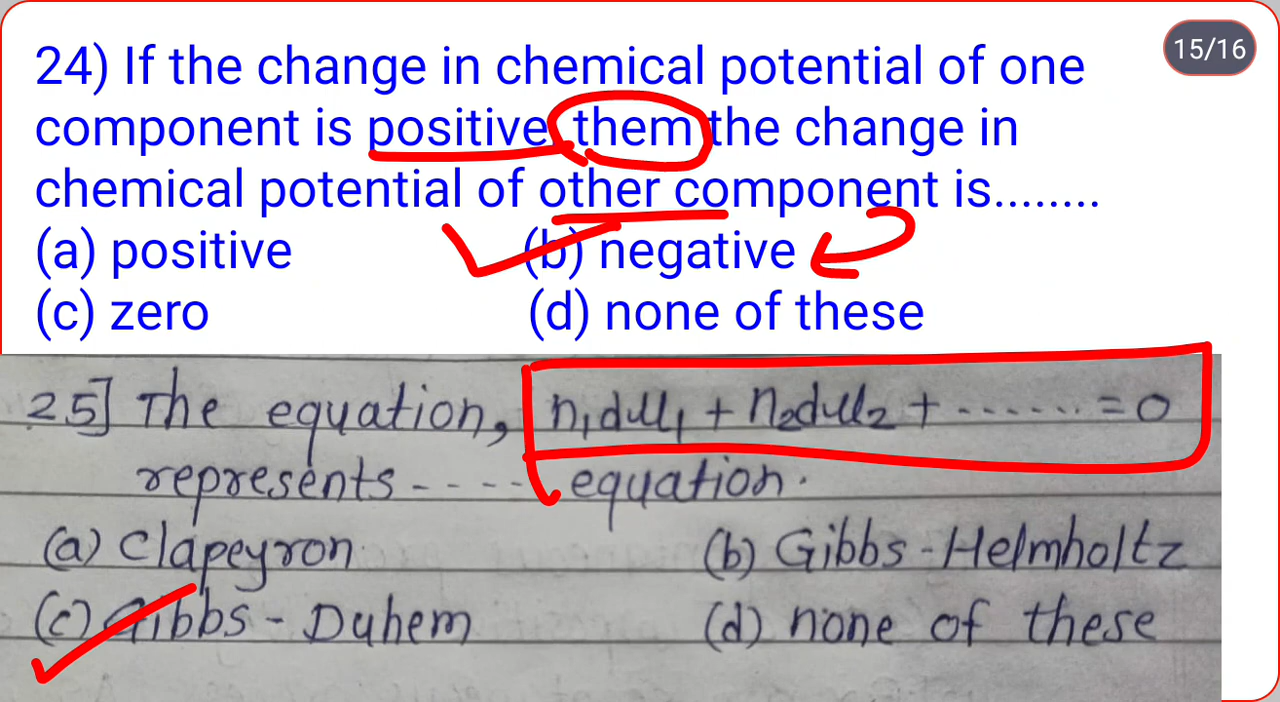 15/16
24) If the change in chemical potential of one
component is positive them the change in
chemical potential of other component is........
(a) positive (b) negative
(c) zero (d) none of these
25] The equation, n₁dμ₁ + n₂dμ₂ + ...... = 0
represents ---- equation.
(a) Clapeyron (b) Gibbs-Helmholtz
(c) Gibbs - Duhem (d) none of these